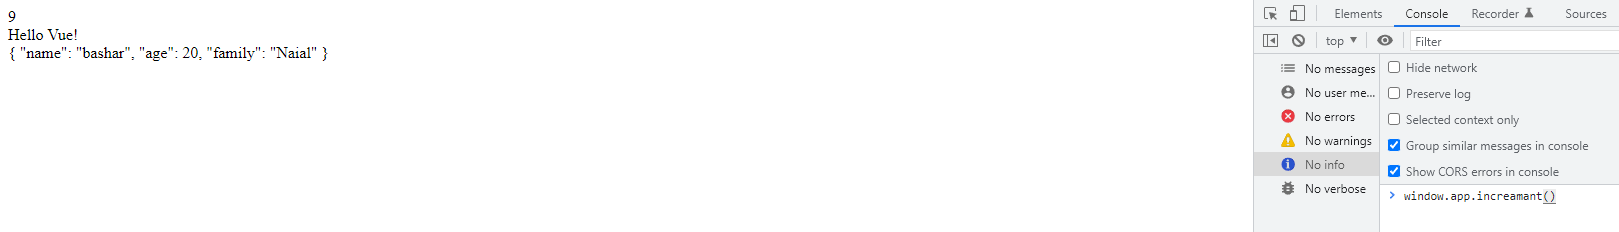 9
Hello Vue!
{ "name": "bashar", "age": 20, "family": "Naial" }
Elements Console Recorder Sources
top ▼ Filter
No messages
No user me...
No errors
No warnings
No info
No verbose
Hide network
Preserve log
Selected context only
Group similar messages in console
Show CORS errors in console
> window.app.increamant()